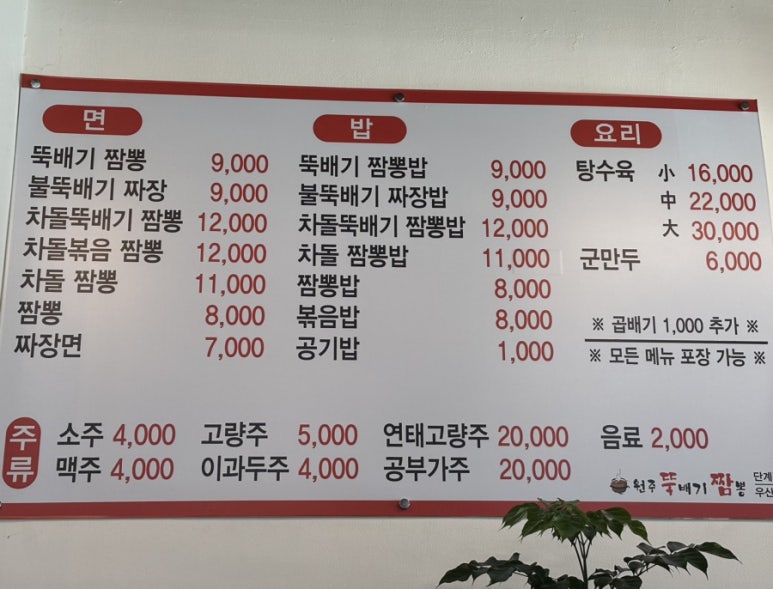 면
뚝배기 짬뽕 9,000
불뚝배기 짜장 9,000
차돌뚝배기 짬뽕 12,000
차돌볶음 짬뽕 12,000
차돌 짬뽕 11,000
짬뽕 8,000
짜장면 7,000
밥
뚝배기 짬뽕밥 9,000
불뚝배기 짜장밥 9,000
차돌뚝배기 짬뽕밥 12,000
차돌 짬뽕밥 11,000
짬뽕밥 8,000
볶음밥 8,000
공기밥 1,000
요리
탕수육 小 16,000
中 22,000
大 30,000
군만두 6,000
※ 곱배기 1,000 추가 ※
※ 모든 메뉴 포장 가능 ※
주류
소주 4,000 고량주 5,000 연태고량주 20,000 음료 2,000
맥주 4,000 이과두주 4,000 공부가주 20,000
원주 뚝배기 짬뽕 단계
우산